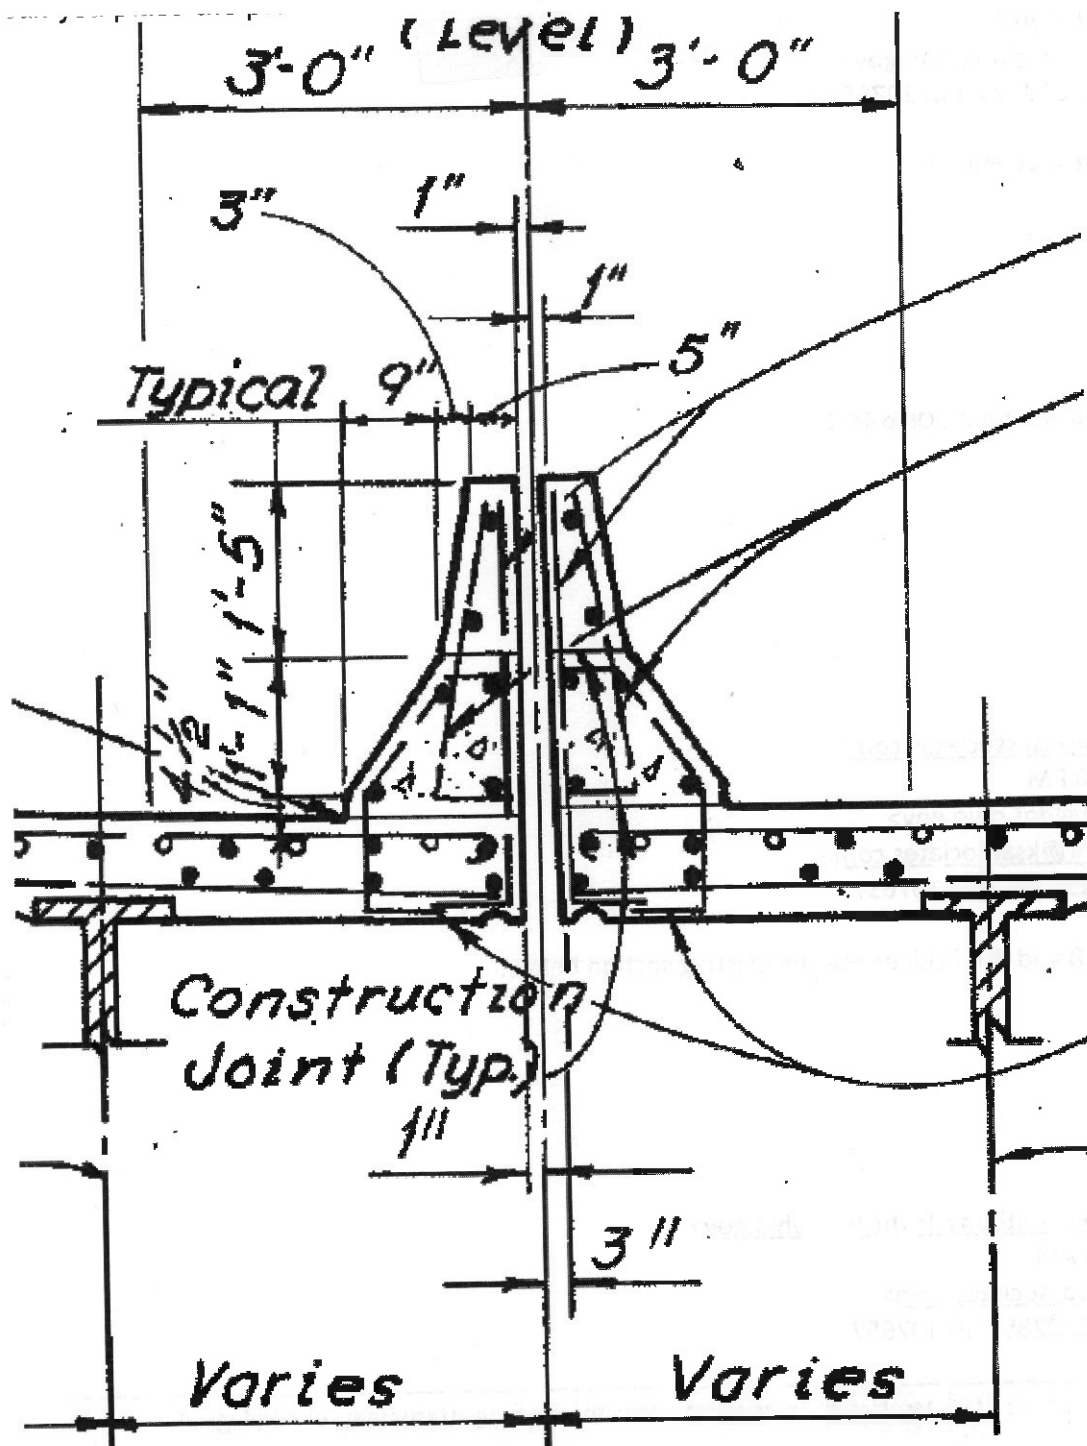 (Level)
3'-0" 3'-0"
3" 1"
1"
5"
Typical 9"
1'-5"
1'-1"
4 1/2"
Construction
Joint (Typ.)
1"
3"
Varies Varies